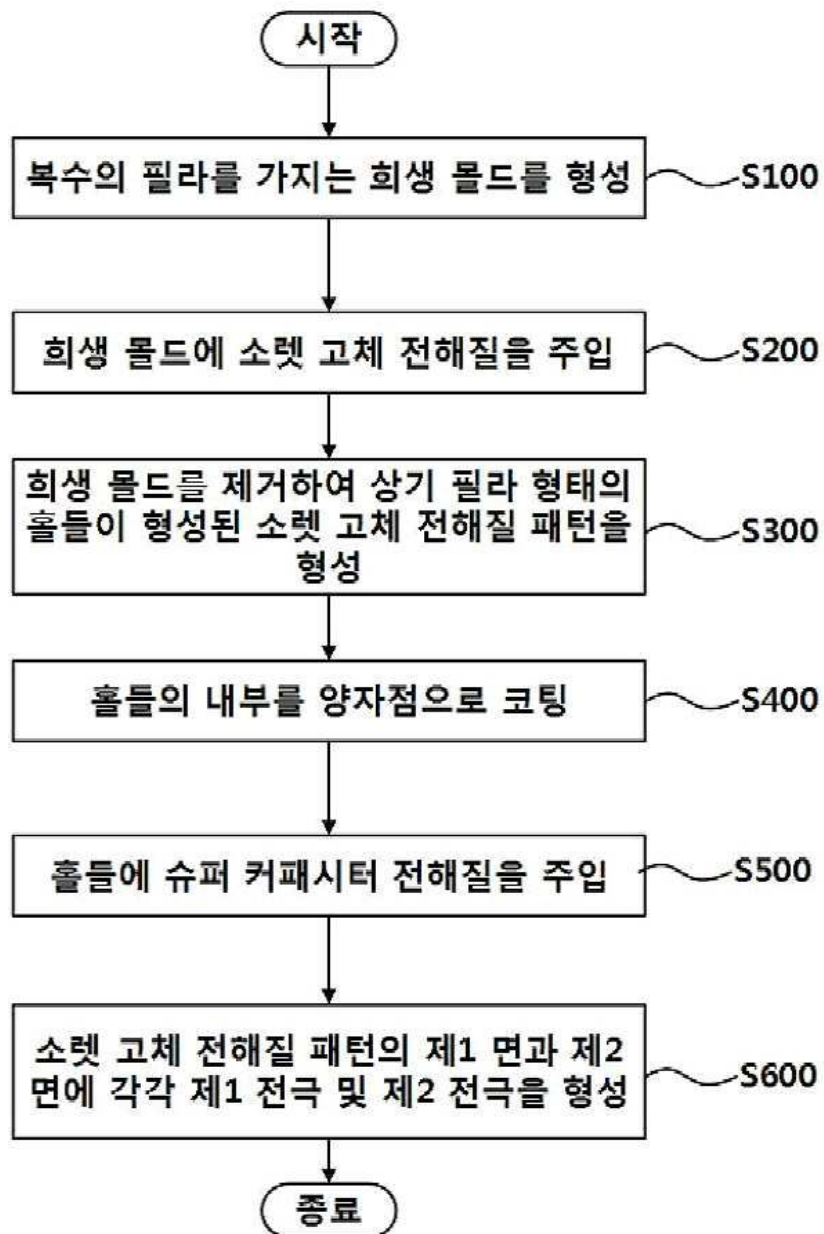 시작
복수의 필라를 가지는 희생 몰드를 형성
S100
희생 몰드에 소렛 고체 전해질을 주입
S200
희생 몰드를 제거하여 상기 필라 형태의
홀들이 형성된 소렛 고체 전해질 패턴을
형성
S300
홀들의 내부를 양자점으로 코팅
S400
홀들에 슈퍼 커패시터 전해질을 주입
S500
소렛 고체 전해질 패턴의 제1 면과 제2
면에 각각 제1 전극 및 제2 전극을 형성
S600
종료